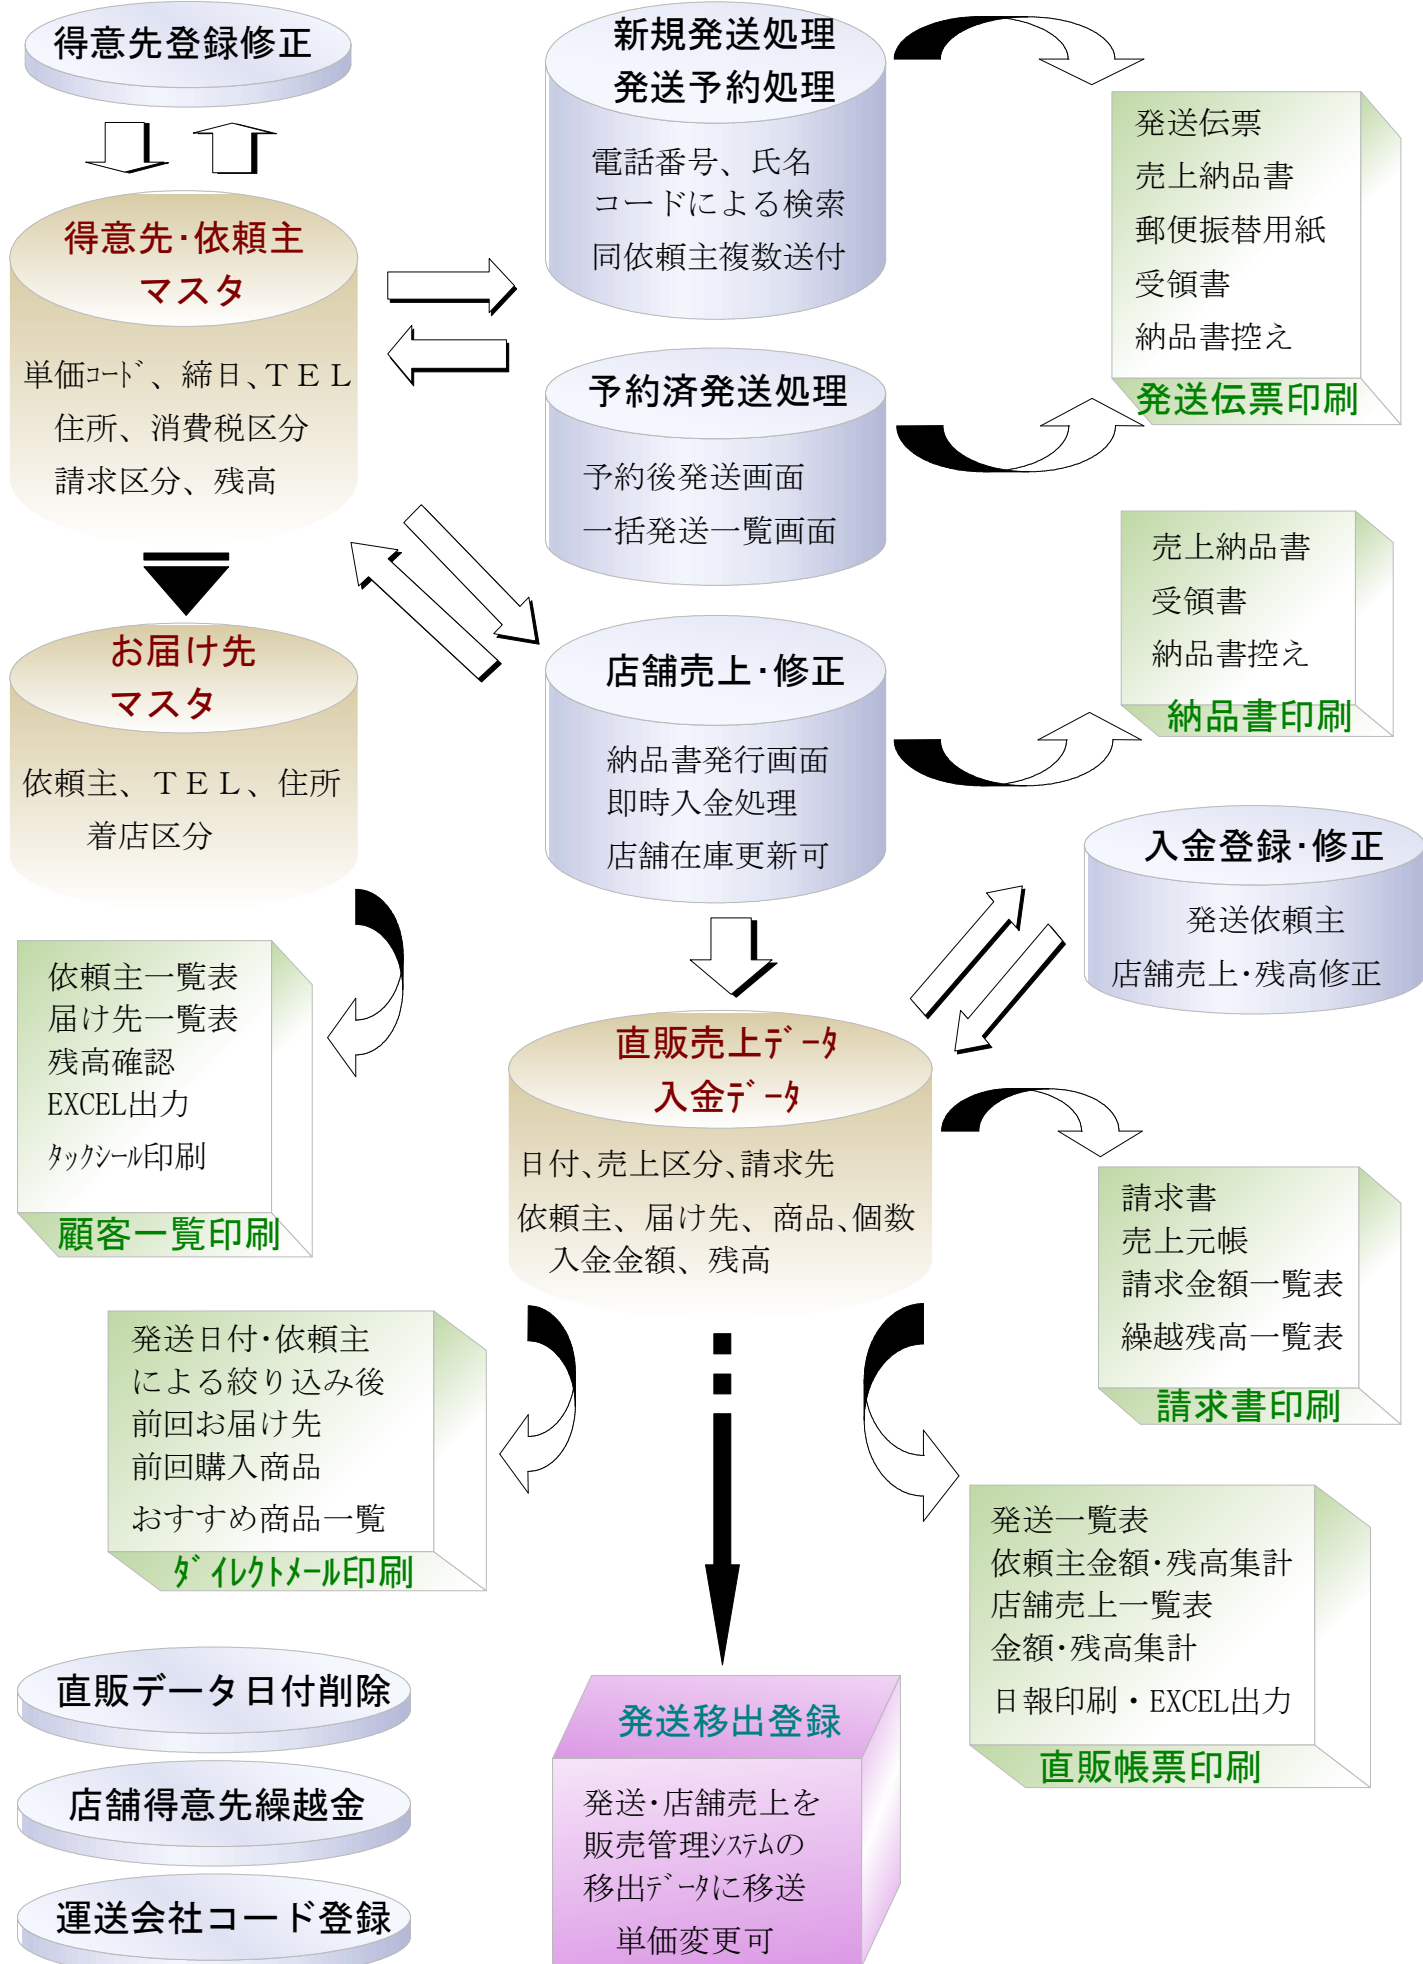 得意先登録修正
新規発送処理
発送予約処理
電話番号、氏名
コードによる検索
同依頼主複数送付
発送伝票
売上納品書
郵便振替用紙
受領書
納品書控え
発送伝票印刷
得意先・依頼主
マスタ
単価ｺｰﾄﾞ、締日、ＴＥＬ
住所、消費税区分
請求区分、残高
予約済発送処理
予約後発送画面
一括発送一覧画面
売上納品書
受領書
納品書控え
納品書印刷
お届け先
マスタ
依頼主、ＴＥＬ、住所
着店区分
店舗売上・修正
納品書発行画面
即時入金処理
店舗在庫更新可
入金登録・修正
発送依頼主
店舗売上・残高修正
依頼主一覧表
届け先一覧表
残高確認
EXCEL出力
ﾀｯｸｼｰﾙ印刷
顧客一覧印刷
直販売上ﾃﾞｰﾀ
入金ﾃﾞｰﾀ
日付、売上区分、請求先
依頼主、届け先、商品、個数
入金金額、残高
請求書
売上元帳
請求金額一覧表
繰越残高一覧表
請求書印刷
発送日付・依頼主
による絞り込み後
前回お届け先
前回購入商品
おすすめ商品一覧
ﾀﾞｲﾚｸﾄﾒｰﾙ印刷
発送一覧表
依頼主金額・残高集計
店舗売上一覧表
金額・残高集計
日報印刷・EXCEL出力
直販帳票印刷
直販データ日付削除
店舗得意先繰越金
運送会社コード登録
発送移出登録
発送・店舗売上を
販売管理ｼｽﾃﾑの
移出ﾃﾞｰﾀに移送
単価変更可